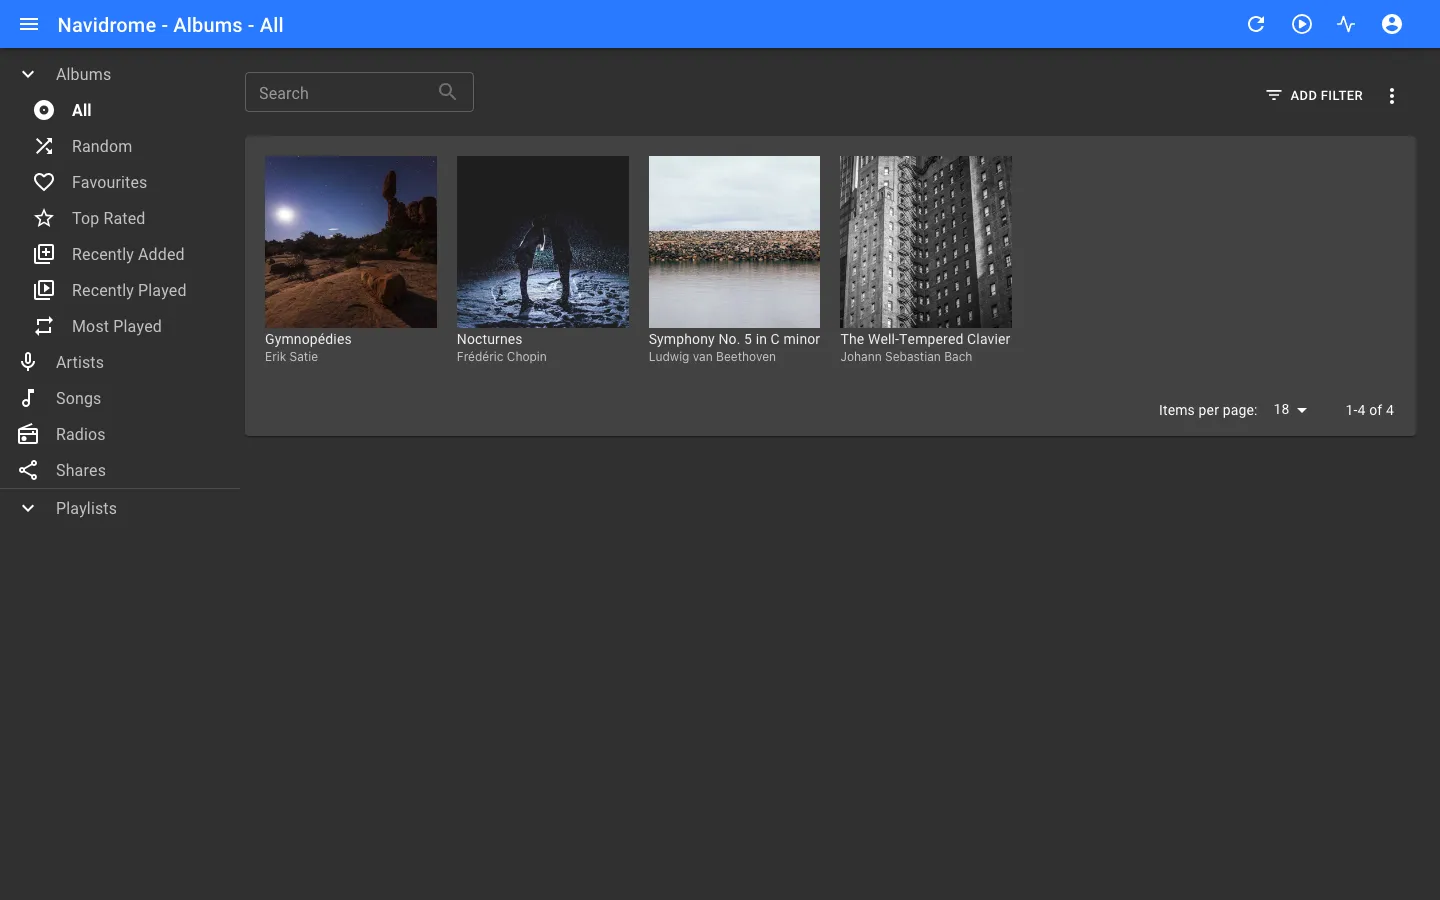 Navidrome - Albums - All
Albums
All
Random
Favourites
Top Rated
Recently Added
Recently Played
Most Played
Artists
Songs
Radios
Shares
Playlists
Search
ADD FILTER
Gymnopédies
Erik Satie
Nocturnes
Frédéric Chopin
Symphony No. 5 in C minor
Ludwig van Beethoven
The Well-Tempered Clavier
Johann Sebastian Bach
Items per page: 18 1-4 of 4